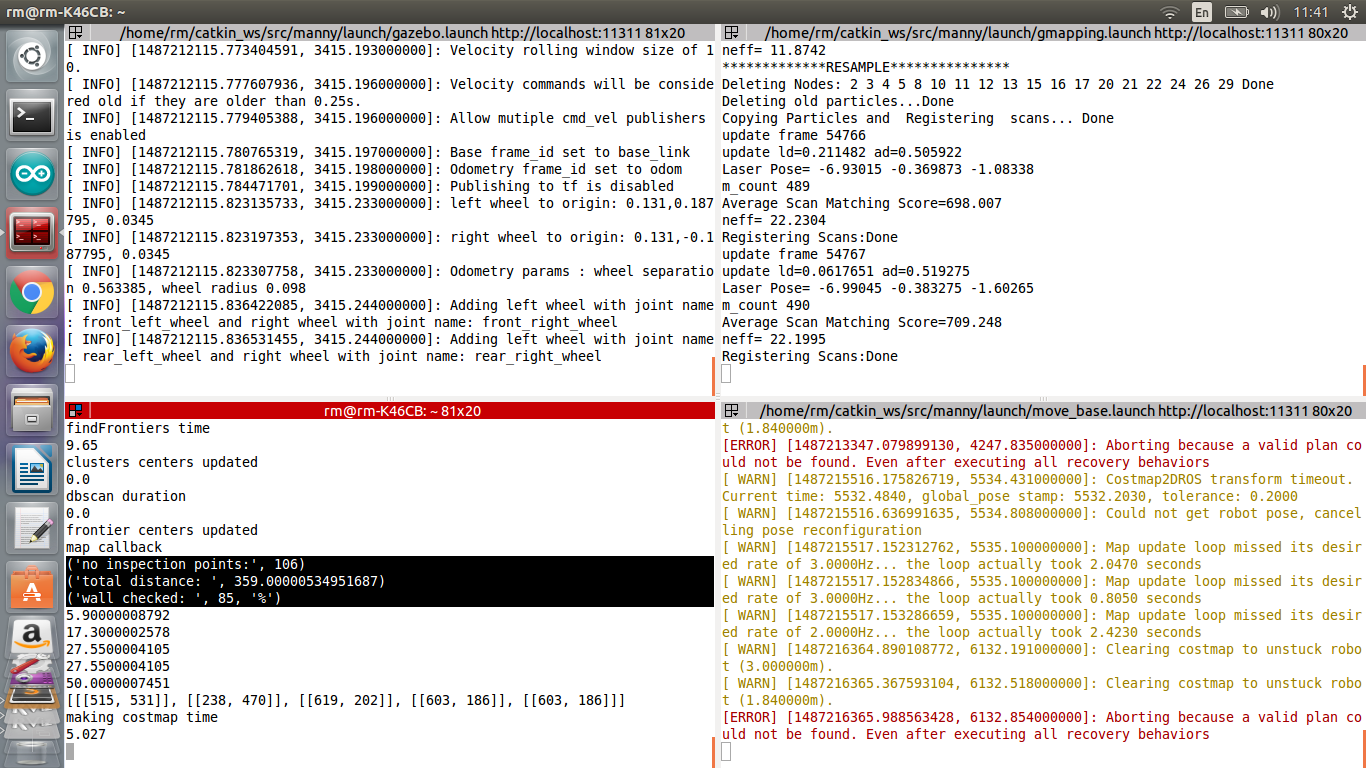 rm@rm-K46CB: ~
En
11:41
/home/rm/catkin_ws/src/manny/launch/gazebo.launch http://localhost:11311 81x20
[ INFO] [1487212115.773404591, 3415.193000000]: Velocity rolling window size of 1
0.
[ INFO] [1487212115.777607936, 3415.196000000]: Velocity commands will be conside
red old if they are older than 0.25s.
[ INFO] [1487212115.779405388, 3415.196000000]: Allow mutiple cmd_vel publishers
is enabled
[ INFO] [1487212115.780765319, 3415.197000000]: Base frame_id set to base_link
[ INFO] [1487212115.781862618, 3415.198000000]: Odometry frame_id set to odom
[ INFO] [1487212115.784471701, 3415.199000000]: Publishing to tf is disabled
[ INFO] [1487212115.823135733, 3415.233000000]: left wheel to origin: 0.131,0.187
795, 0.0345
[ INFO] [1487212115.823197353, 3415.233000000]: right wheel to origin: 0.131,-0.1
87795, 0.0345
[ INFO] [1487212115.823307758, 3415.233000000]: Odometry params : wheel separatio
n 0.563385, wheel radius 0.098
[ INFO] [1487212115.836422085, 3415.244000000]: Adding left wheel with joint name
: front_left_wheel and right wheel with joint name: front_right_wheel
[ INFO] [1487212115.836531455, 3415.244000000]: Adding left wheel with joint name
: rear_left_wheel and right wheel with joint name: rear_right_wheel
/home/rm/catkin_ws/src/manny/launch/gmapping.launch http://localhost:11311 80x20
neff= 11.8742
*************RESAMPLE***************
Deleting Nodes: 2 3 4 5 8 10 11 12 13 15 16 17 20 21 22 24 26 29 Done
Deleting old particles...Done
Copying Particles and  Registering  scans... Done
update frame 54766
update ld=0.211482 ad=0.505922
Laser Pose= -6.93015 -0.369873 -1.08338
m_count 489
Average Scan Matching Score=698.007
neff= 22.2304
Registering Scans:Done
update frame 54767
update ld=0.0617651 ad=0.519275
Laser Pose= -6.99045 -0.383275 -1.60265
m_count 490
Average Scan Matching Score=709.248
neff= 22.1995
Registering Scans:Done
rm@rm-K46CB: ~ 81x20
findFrontiers time
9.65
clusters centers updated
0.0
dbscan duration
0.0
frontier centers updated
map callback
('no inspection points:', 106)
('total distance: ', 359.00000534951687)
('wall checked: ', 85, '%')
5.90000008792
17.3000002578
27.5500004105
27.5500004105
50.0000007451
[[[515, 531]], [[238, 470]], [[619, 202]], [[603, 186]], [[603, 186]]]
making costmap time
5.027
/home/rm/catkin_ws/src/manny/launch/move_base.launch http://localhost:11311 80x20
t (1.840000m).
[ERROR] [1487213347.079899130, 4247.835000000]: Aborting because a valid plan co
uld not be found. Even after executing all recovery behaviors
[ WARN] [1487215516.175826719, 5534.431000000]: Costmap2DROS transform timeout.
Current time: 5532.4840, global_pose stamp: 5532.2030, tolerance: 0.2000
[ WARN] [1487215516.636991635, 5534.808000000]: Could not get robot pose, cancel
ling pose reconfiguration
[ WARN] [1487215517.152312762, 5535.100000000]: Map update loop missed its desir
ed rate of 3.0000Hz... the loop actually took 2.0470 seconds
[ WARN] [1487215517.152834866, 5535.100000000]: Map update loop missed its desir
ed rate of 3.0000Hz... the loop actually took 0.8050 seconds
[ WARN] [1487215517.153286659, 5535.100000000]: Map update loop missed its desir
ed rate of 2.0000Hz... the loop actually took 2.4230 seconds
[ WARN] [1487216364.890108772, 6132.191000000]: Clearing costmap to unstuck robo
t (3.000000m).
[ WARN] [1487216365.367593104, 6132.518000000]: Clearing costmap to unstuck robo
t (1.840000m).
[ERROR] [1487216365.988563428, 6132.854000000]: Aborting because a valid plan co
uld not be found. Even after executing all recovery behaviors